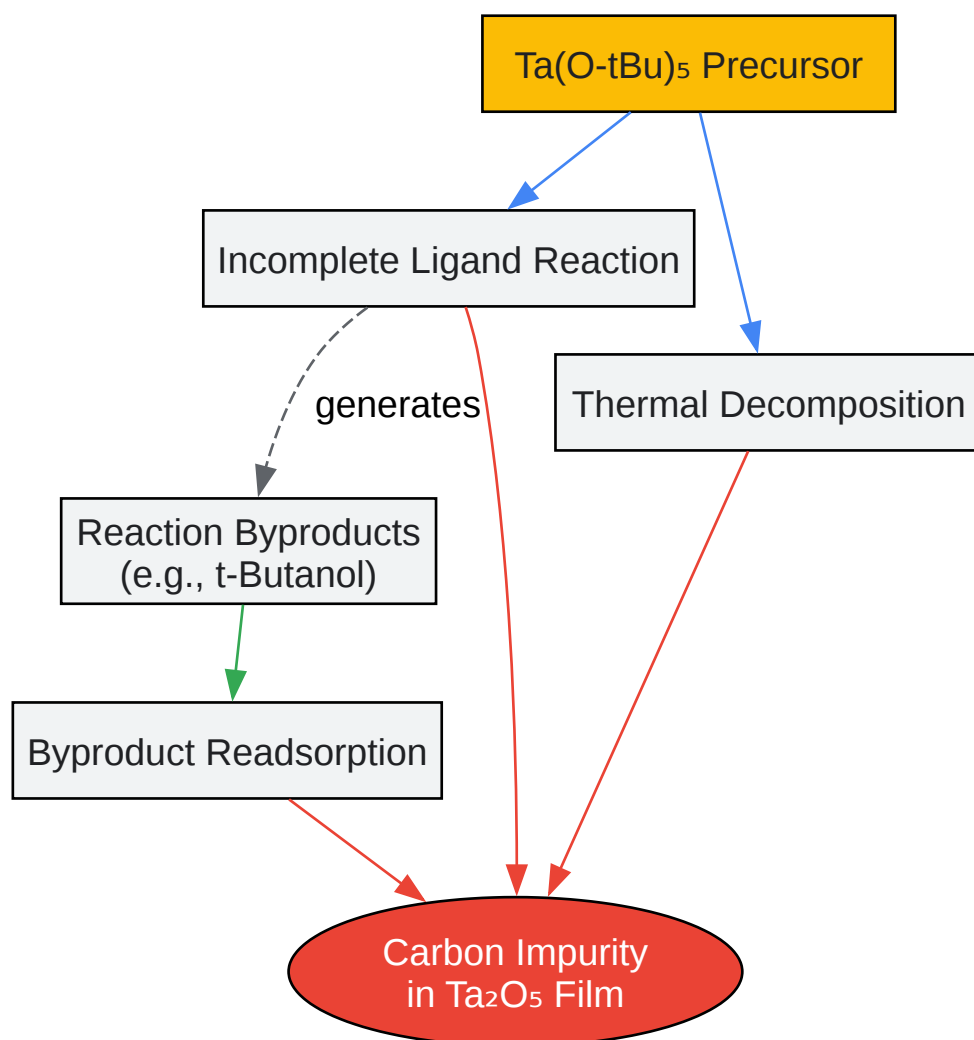 Ta(O-tBu)₅ Precursor
Incomplete Ligand Reaction
Thermal Decomposition
generates
Reaction Byproducts
(e.g., t-Butanol)
Byproduct Readsorption
Carbon Impurity
in Ta₂O₅ Film